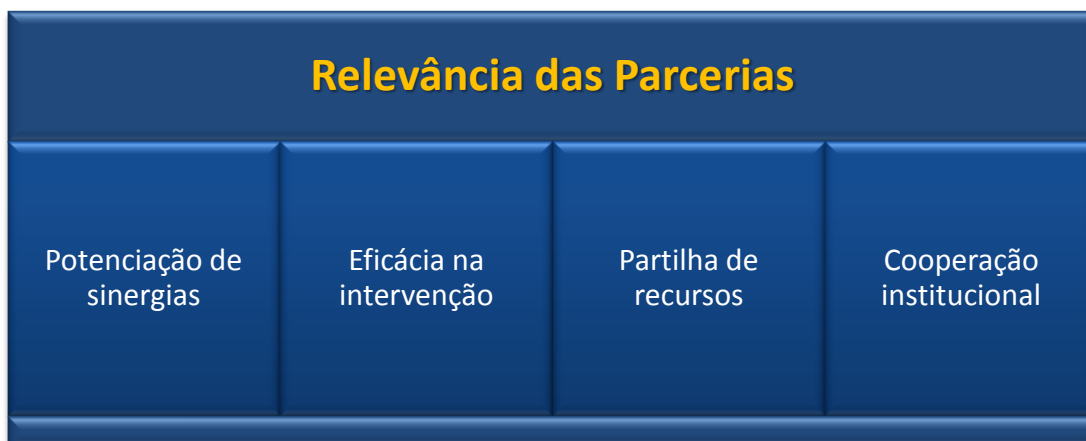 Relevância das Parcerias
Potenciação de
sinergias
Eficácia na
intervenção
Partilha de
recursos
Cooperação
institucional